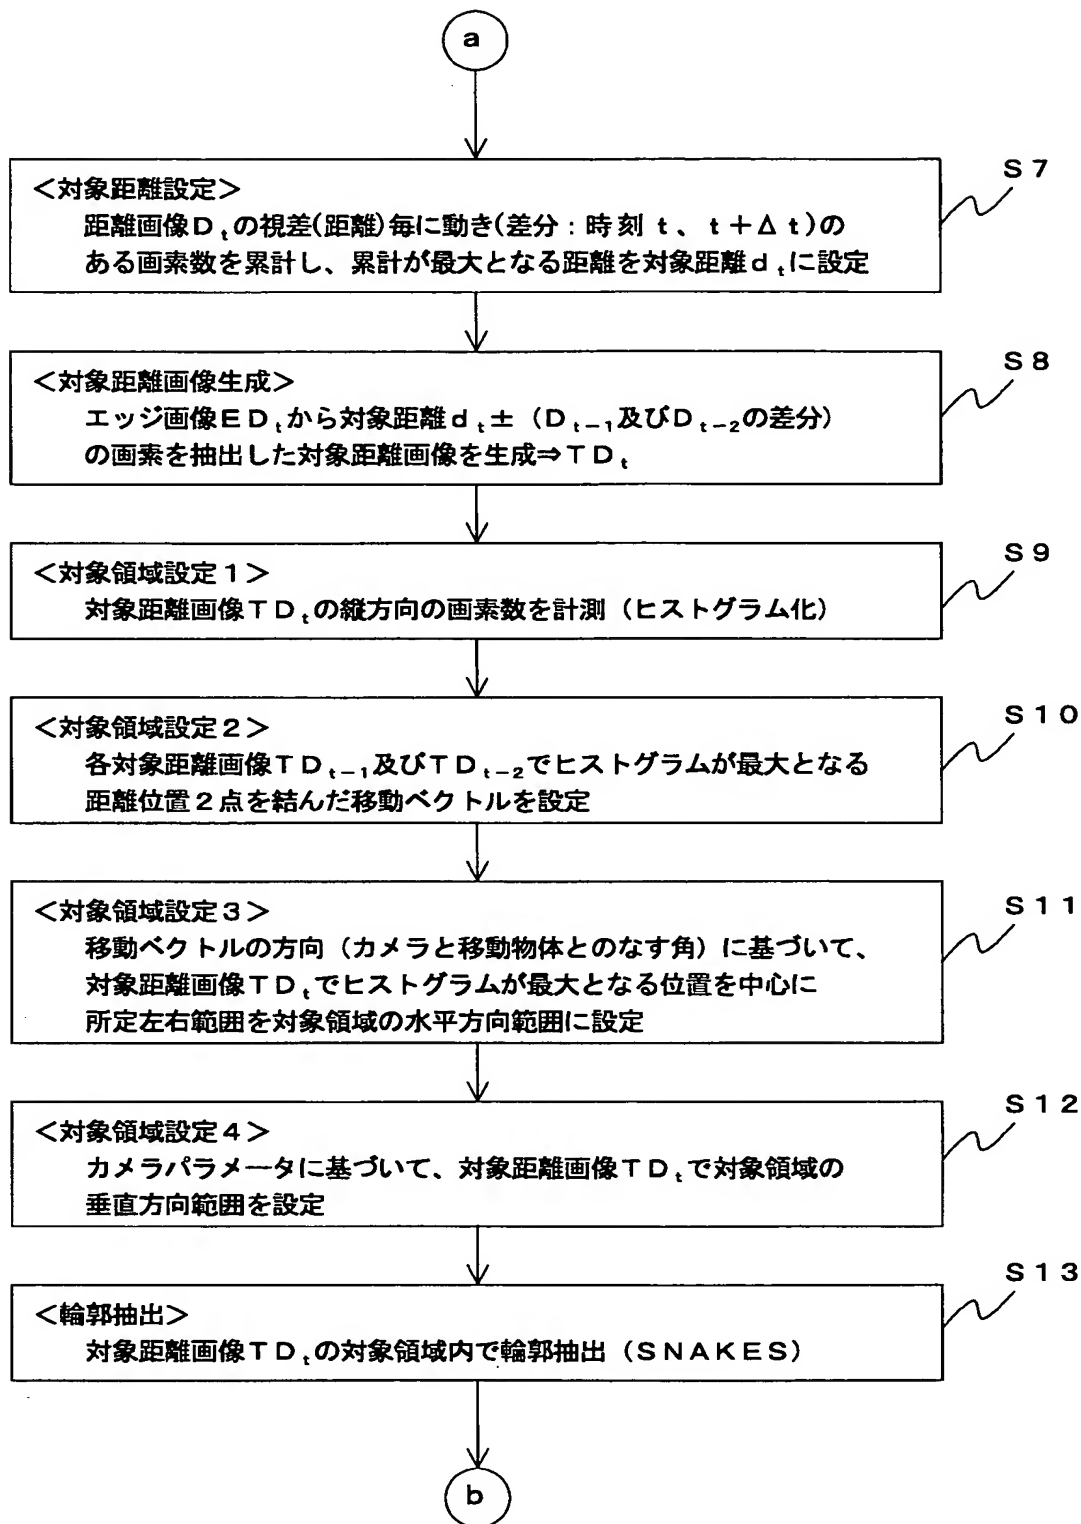 a
S7
＜対象距離設定＞
距離画像Dₜの視差(距離)毎に動き(差分：時刻 t、t＋Δt)の
ある画素数を累計し、累計が最大となる距離を対象距離dₜに設定
S8
＜対象距離画像生成＞
エッジ画像EDₜから対象距離dₜ±（Dₜ₋₁及びDₜ₋₂の差分）
の画素を抽出した対象距離画像を生成⇒TDₜ
S9
＜対象領域設定1＞
対象距離画像TDₜの縦方向の画素数を計測（ヒストグラム化）
S10
＜対象領域設定2＞
各対象距離画像TDₜ₋₁及びTDₜ₋₂でヒストグラムが最大となる
距離位置2点を結んだ移動ベクトルを設定
S11
＜対象領域設定3＞
移動ベクトルの方向（カメラと移動物体とのなす角）に基づいて、
対象距離画像TDₜでヒストグラムが最大となる位置を中心に
所定左右範囲を対象領域の水平方向範囲に設定
S12
＜対象領域設定4＞
カメラパラメータに基づいて、対象距離画像TDₜで対象領域の
垂直方向範囲を設定
S13
＜輪郭抽出＞
対象距離画像TDₜの対象領域内で輪郭抽出（SNAKES）
b